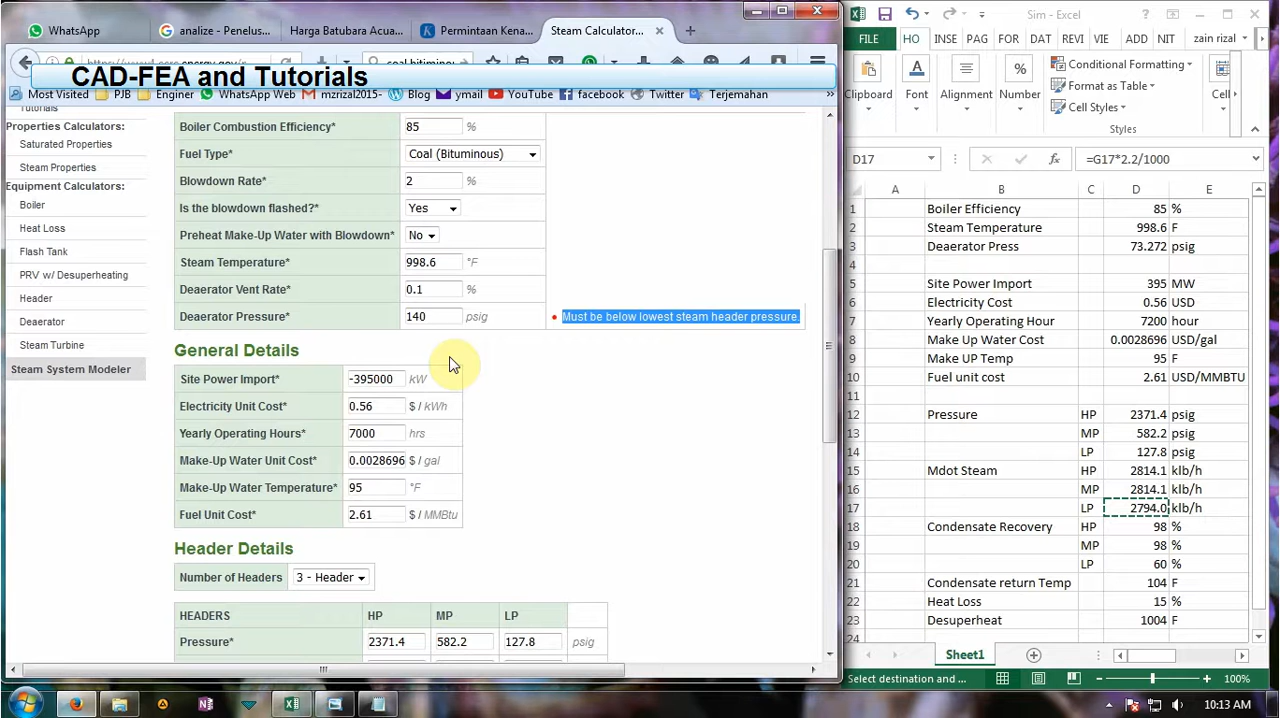 WhatsApp
analize - Penelus...
Harga Batubara Acua...
Permintaan Kena...
Steam Calculator...
CAD-FEA and Tutorials
Most Visited
PJB
Enginer
WhatsApp Web
mzrizal2015-
Blog
ymail
YouTube
facebook
Twitter
Terjemahan
Tutorials
Properties Calculators:
Saturated Properties
Steam Properties
Equipment Calculators:
Boiler
Heat Loss
Flash Tank
PRV w/ Desuperheating
Header
Deaerator
Steam Turbine
Steam System Modeler
Boiler Combustion Efficiency* 85 %
Fuel Type* Coal (Bituminous)
Blowdown Rate* 2 %
Is the blowdown flashed?* Yes
Preheat Make-Up Water with Blowdown* No
Steam Temperature* 998.6 °F
Deaerator Vent Rate* 0.1 %
Deaerator Pressure* 140 psig
Must be below lowest steam header pressure.
General Details
Site Power Import* -395000 kW
Electricity Unit Cost* 0.56 $ / kWh
Yearly Operating Hours* 7000 hrs
Make-Up Water Unit Cost* 0.0028696 $ / gal
Make-Up Water Temperature* 95 °F
Fuel Unit Cost* 2.61 $ / MMBtu
Header Details
Number of Headers 3 - Header
HEADERS HP MP LP
Pressure* 2371.4 582.2 127.8 psig
Sim - Excel
FILE HO INSE PAG FOR DAT REVI VIE ADD NIT zain rizal
Clipboard
Font
Alignment
Number
Conditional Formatting
Format as Table
Cell Styles
Styles
Cell
D17
=G17*2.2/1000
A B C D E
1 Boiler Efficiency 85 %
2 Steam Temperature 998.6 F
3 Deaerator Press 73.272 psig
4
5 Site Power Import 395 MW
6 Electricity Cost 0.56 USD
7 Yearly Operating Hour 7200 hour
8 Make Up Water Cost 0.0028696 USD/gal
9 Make UP Temp 95 F
10 Fuel unit cost 2.61 USD/MMBTU
12 Pressure HP 2371.4 psig
13 MP 582.2 psig
14 LP 127.8 psig
15 Mdot Steam HP 2814.1 klb/h
16 MP 2814.1 klb/h
17 LP 2794.0 klb/h
18 Condensate Recovery HP 98 %
19 MP 98 %
20 LP 60 %
21 Condensate return Temp 104 F
22 Heat Loss 15 %
23 Desuperheat 1004 F
24
Sheet1
Select destination and ...
100%
10:13 AM